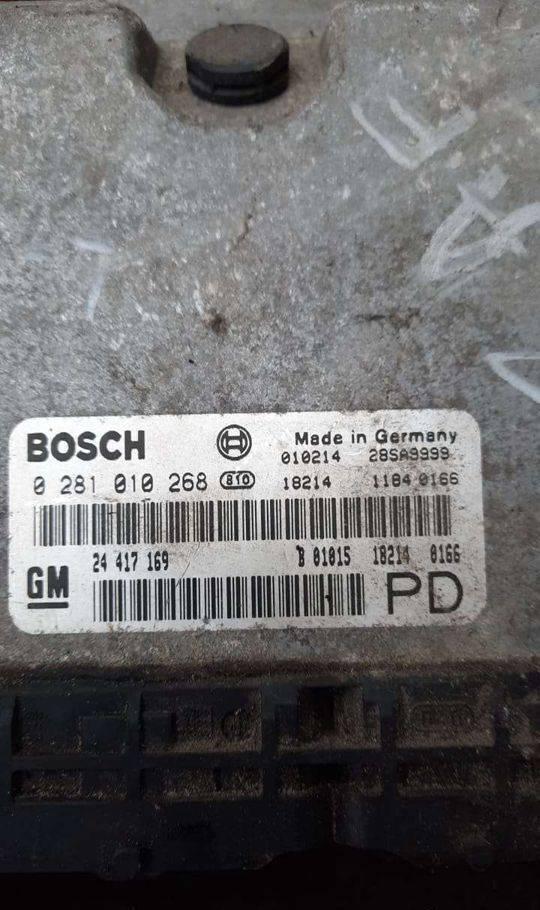 BOSCH
Made in Germany
010214 28SA9999
0 281 010 268 810 18214 1184 0166
24 417 169 B 01015 18214 0166
GM
PD